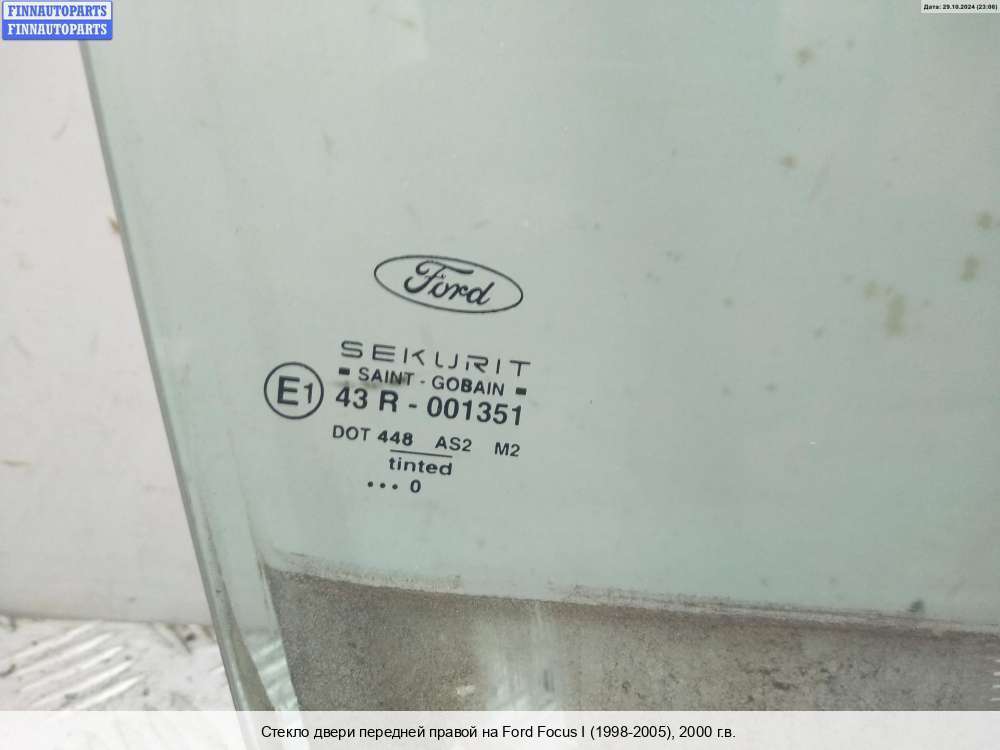 FINNAUTOPARTS
FINNAUTOPARTS
Дата: 29.10.2024 (23:06)
Ford
SEKURIT
SAINT - GOBAIN
E1 43 R - 001351
DOT 448 AS2 M2
tinted
... 0
Стекло двери передней правой на Ford Focus I (1998-2005), 2000 г.в.